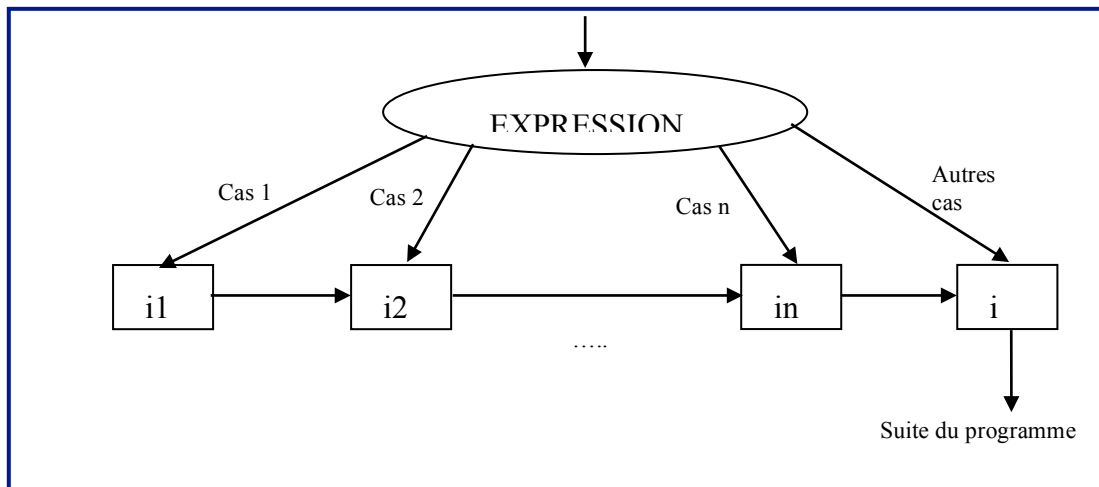 EXPRESSION
Cas 1
Cas 2
Cas n
Autres
cas
i1
i2
in
i
.....
Suite du programme